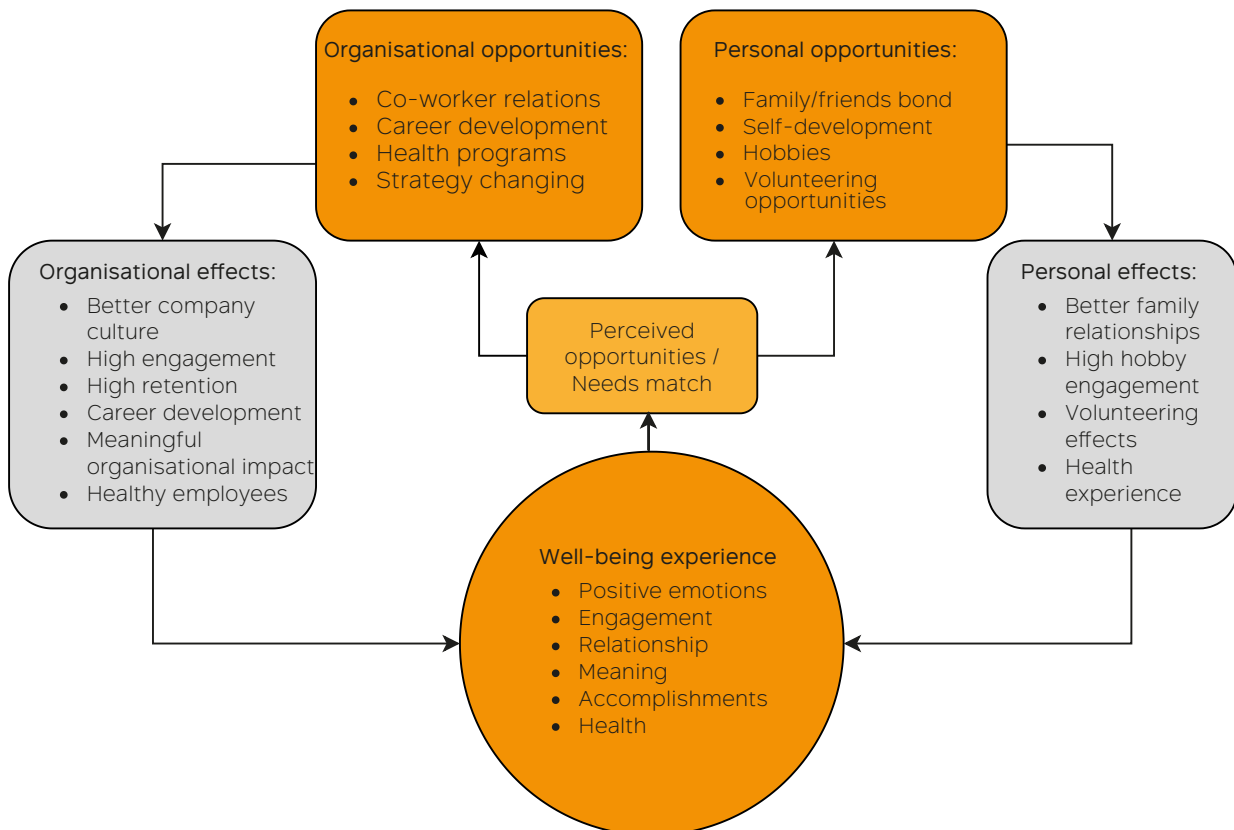 Organisational opportunities:
• Co-worker relations
• Career development
• Health programs
• Strategy changing
Personal opportunities:
• Family/friends bond
• Self-development
• Hobbies
• Volunteering
opportunities
Organisational effects:
• Better company
culture
• High engagement
• High retention
• Career development
• Meaningful
organisational impact
• Healthy employees
Perceived
opportunities /
Needs match
Personal effects:
• Better family
relationships
• High hobby
engagement
• Volunteering
effects
• Health
experience
Well-being experience
• Positive emotions
• Engagement
• Relationship
• Meaning
• Accomplishments
• Health